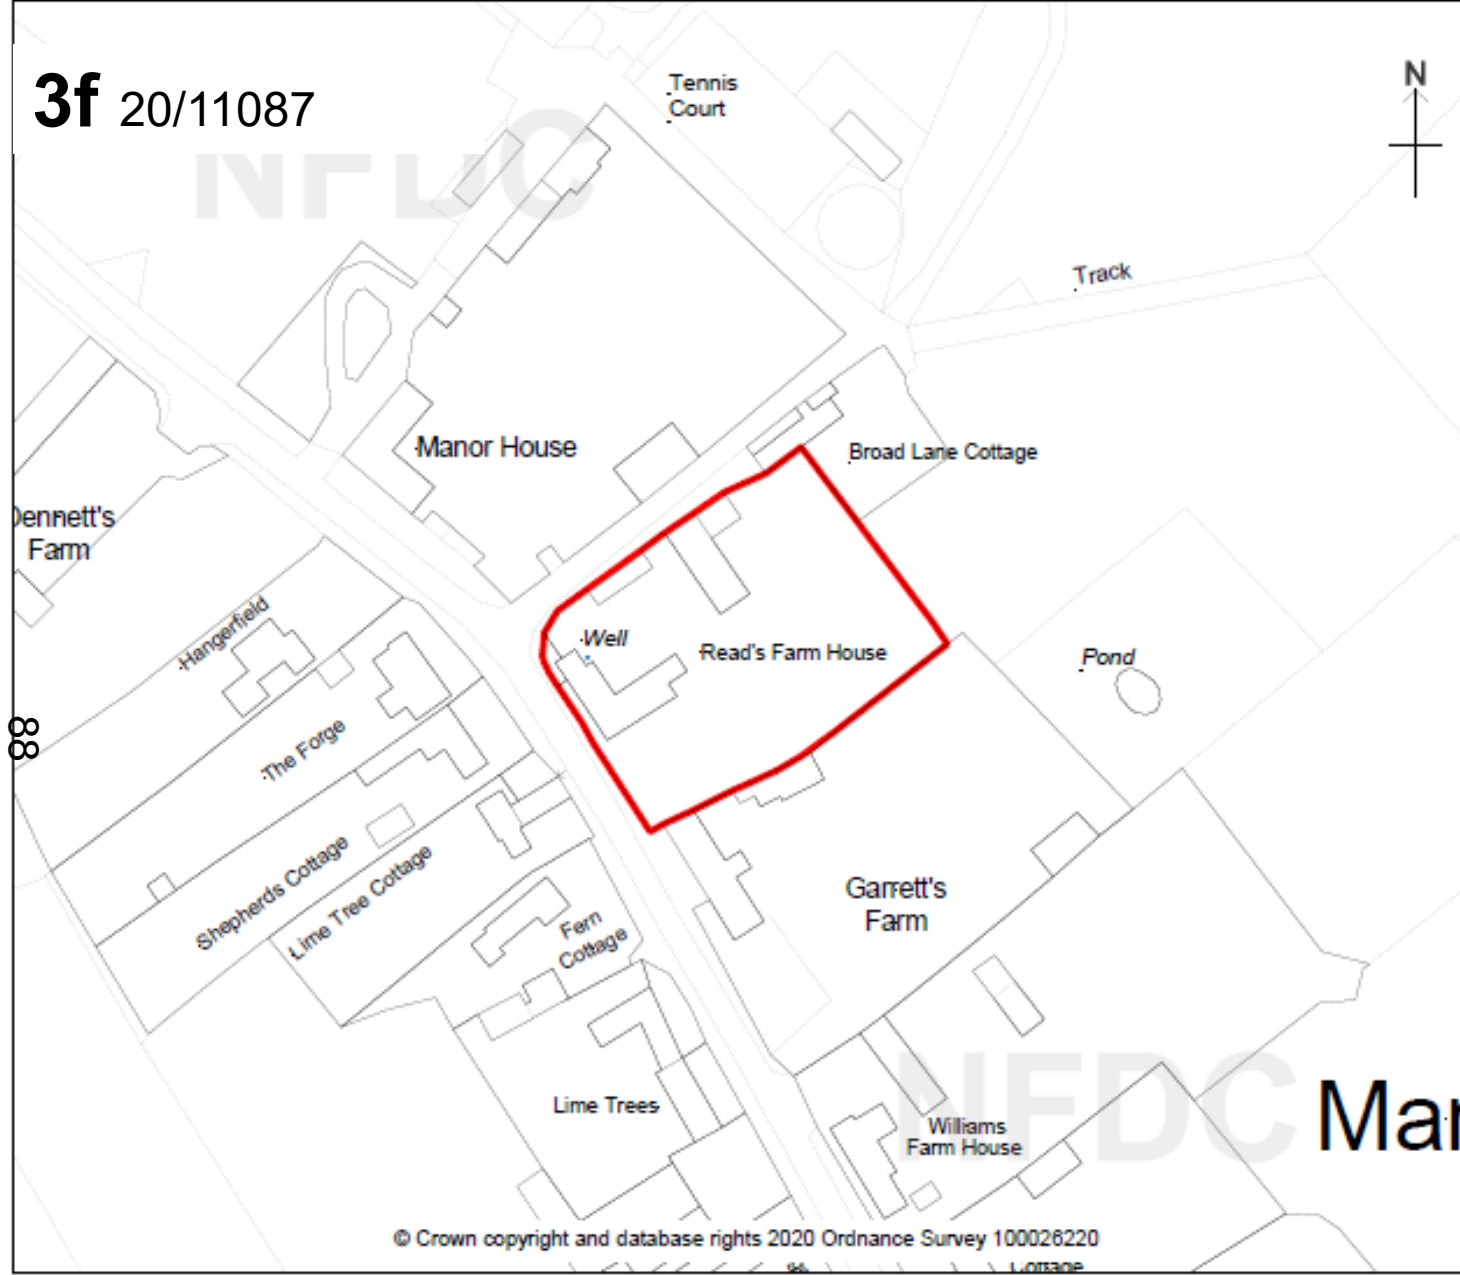 3f 20/11087
NFDC
Tennis
Court
N
Track
Manor House
Broad Lane Cottage
Dennett's
Farm
Hangerfield
Well
Read's Farm House
Pond
88
The Forge
Shepherds Cottage
Lime Tree Cottage
Fern
Cottage
Garrett's
Farm
Lime Trees
NFDC
Williams
Farm House
Mar
© Crown copyright and database rights 2020 Ordnance Survey 100026220
Cottage